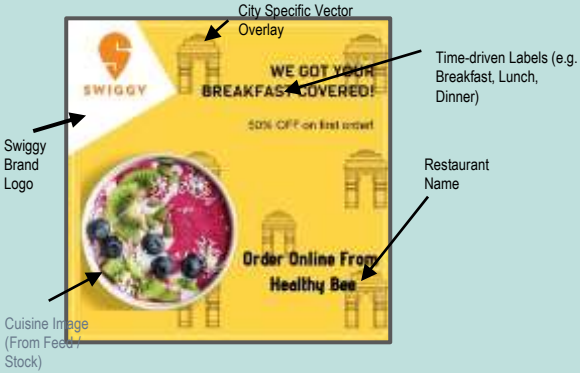 City Specific Vector
Overlay
Time-driven Labels (e.g.
Breakfast, Lunch,
Dinner)
SWIGGY
WE GOT YOUR
BREAKFAST COVERED!
50% OFF on first order!
Swiggy
Brand
Logo
Restaurant
Name
Order Online From
Healthy Bee
Cuisine Image
(From Feed /
Stock)